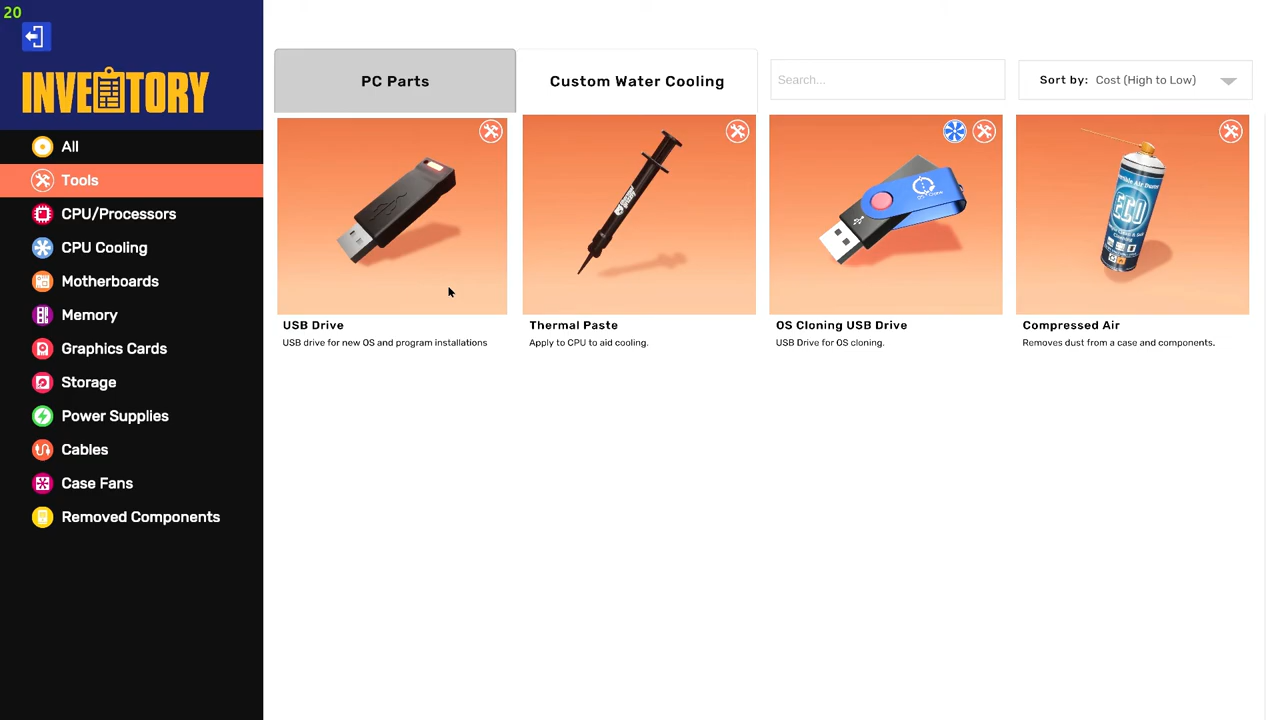 20
INVENTORY
All
Tools
CPU/Processors
CPU Cooling
Motherboards
Memory
Graphics Cards
Storage
Power Supplies
Cables
Case Fans
Removed Components
PC Parts
Custom Water Cooling
Search...
Sort by: Cost (High to Low)
USB Drive
USB drive for new OS and program installations
Thermal Paste
Apply to CPU to aid cooling.
OS Cloning USB Drive
USB Drive for OS cloning.
ECO
Compressed Air
Removes dust from a case and components.